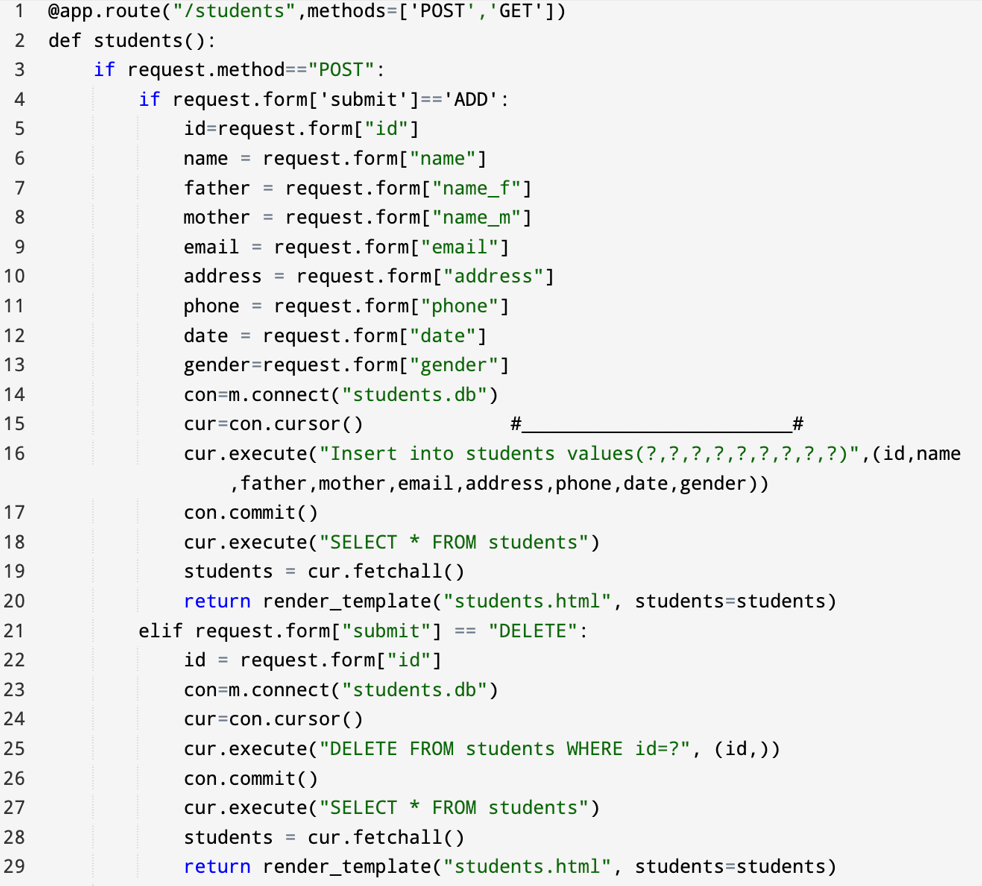 1 @app.route("/students",methods=['POST','GET'])
2 def students():
3     if request.method=="POST":
4         if request.form['submit']=='ADD':
5             id=request.form["id"]
6             name = request.form["name"]
7             father = request.form["name_f"]
8             mother = request.form["name_m"]
9             email = request.form["email"]
10             address = request.form["address"]
11             phone = request.form["phone"]
12             date = request.form["date"]
13             gender=request.form["gender"]
14             con=m.connect("students.db")
15             cur=con.cursor()             #________________________#
16             cur.execute("Insert into students values(?,?,?,?,?,?,?,?,?)",(id,name
                ,father,mother,email,address,phone,date,gender))
17             con.commit()
18             cur.execute("SELECT * FROM students")
19             students = cur.fetchall()
20             return render_template("students.html", students=students)
21         elif request.form["submit"] == "DELETE":
22             id = request.form["id"]
23             con=m.connect("students.db")
24             cur=con.cursor()
25             cur.execute("DELETE FROM students WHERE id=?", (id,))
26             con.commit()
27             cur.execute("SELECT * FROM students")
28             students = cur.fetchall()
29             return render_template("students.html", students=students)